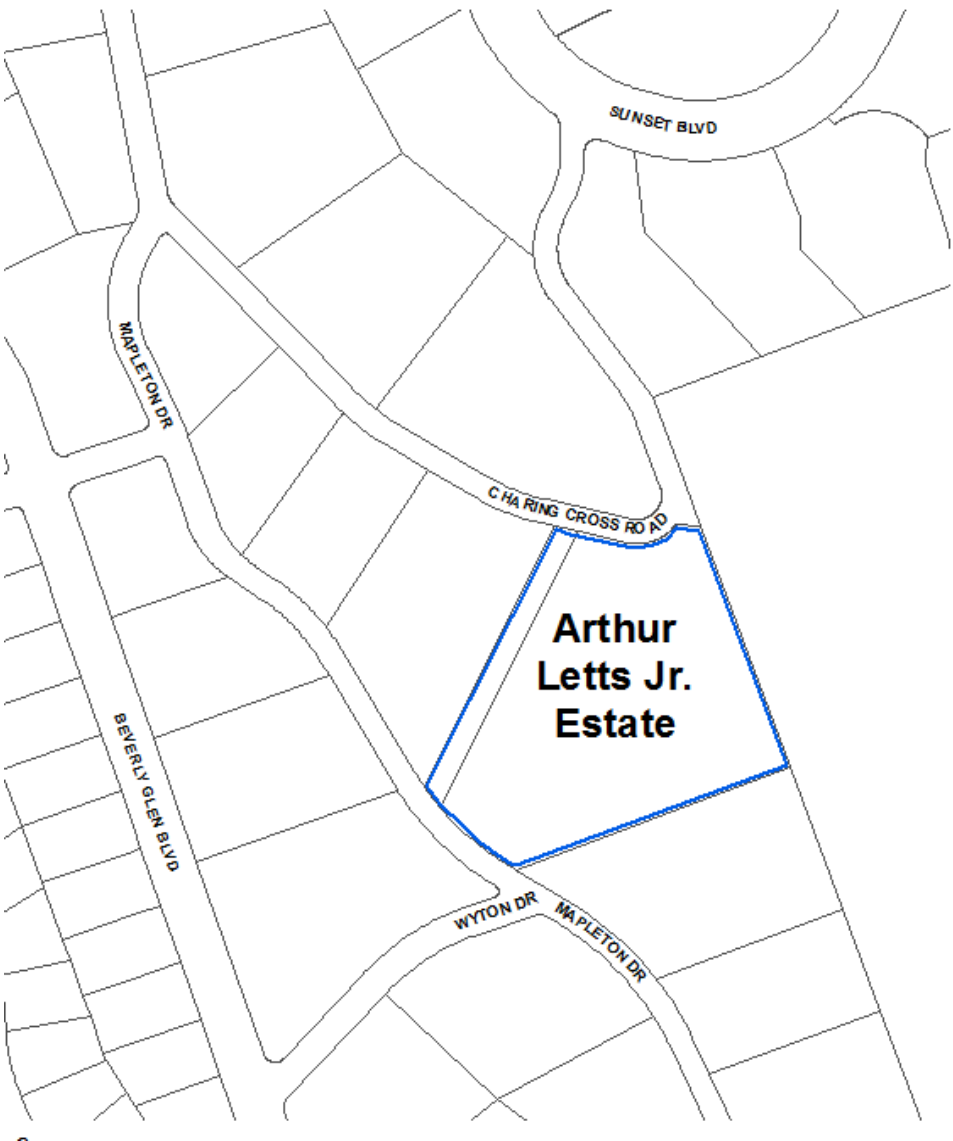 SUNSET BLVD
MAPLETON DR
CHARING CROSS ROAD
Arthur
Letts Jr.
Estate
BEVERLY GLEN BLVD
WYTON DR
MAPLETON DR